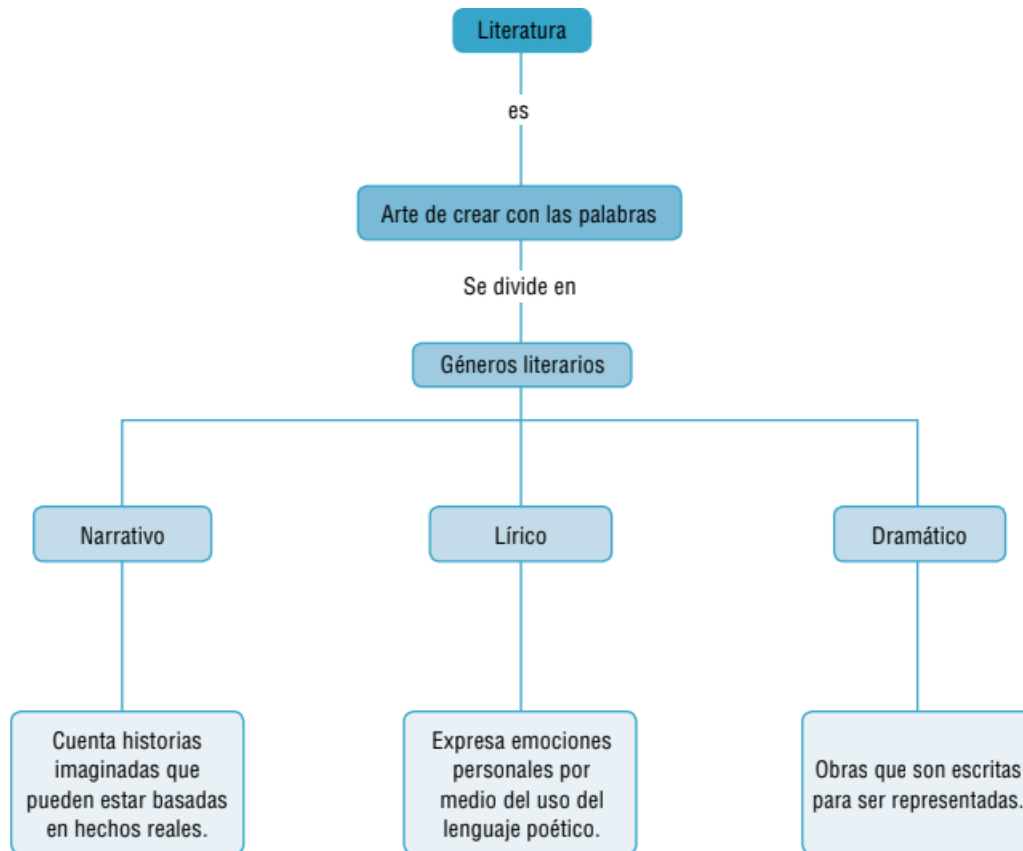 Literatura
es
Arte de crear con las palabras
Se divide en
Géneros literarios
Narrativo
Lírico
Dramático
Cuenta historias
imaginadas que
pueden estar basadas
en hechos reales.
Expresa emociones
personales por
medio del uso del
lenguaje poético.
Obras que son escritas
para ser representadas.